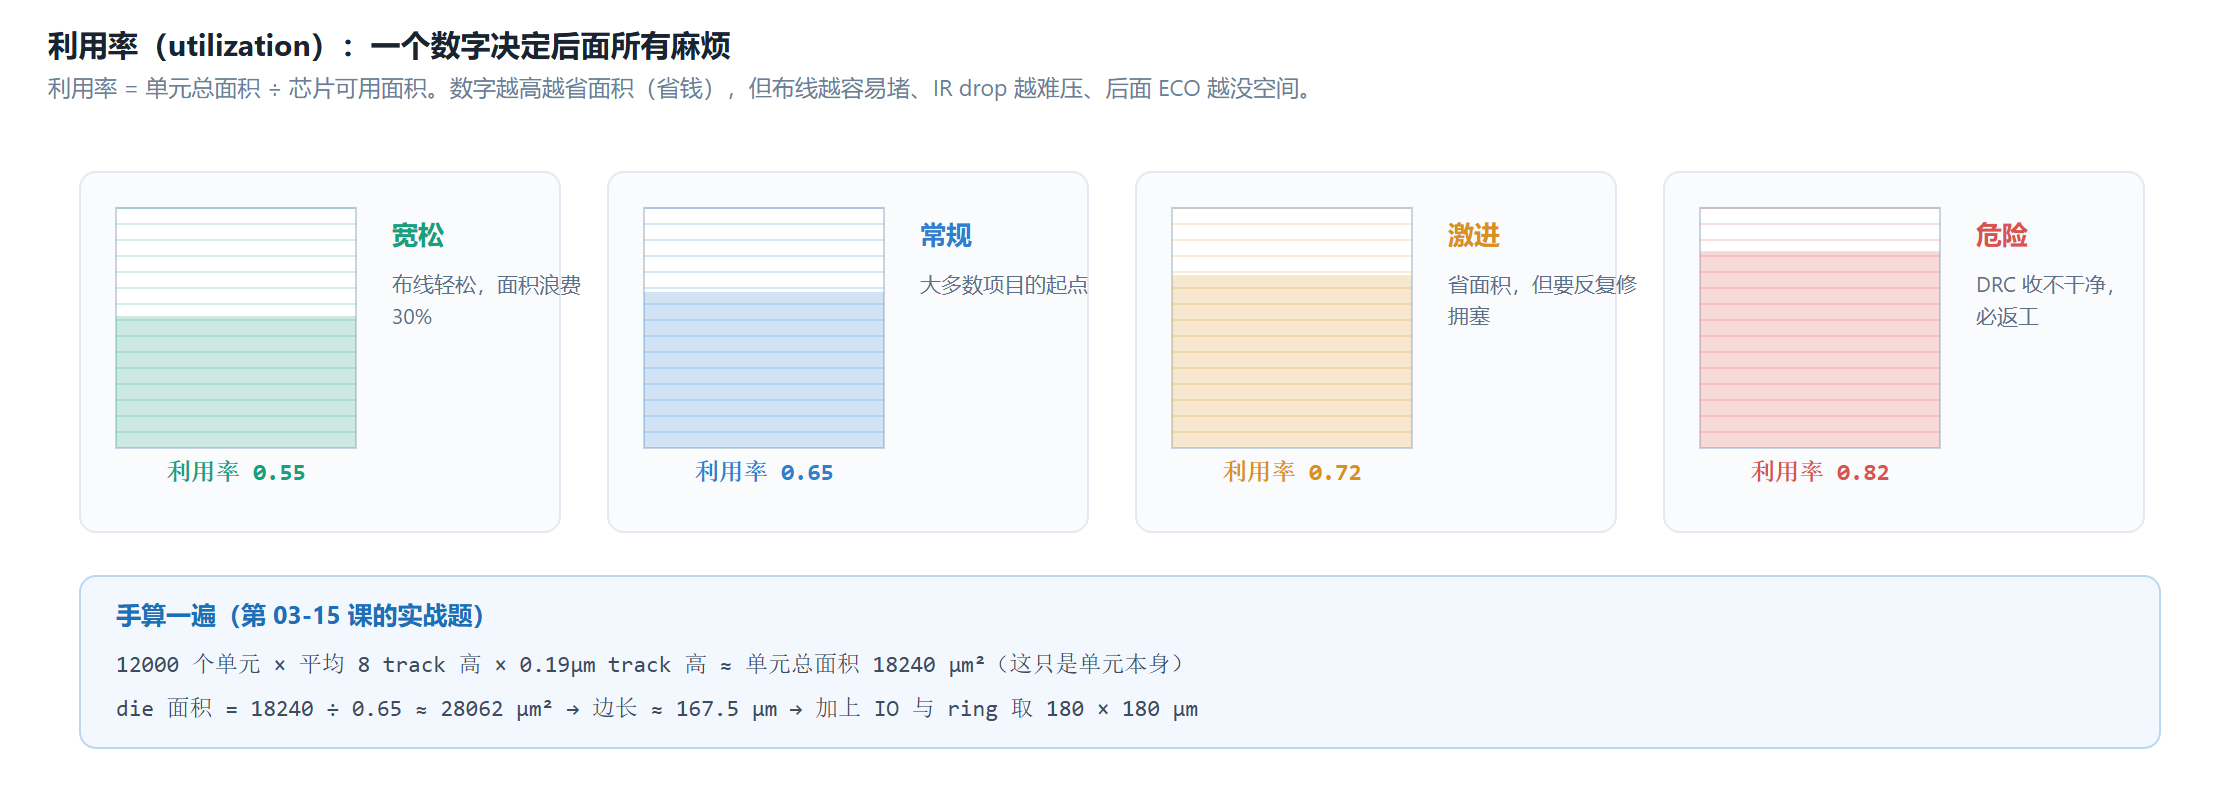 利用率（utilization）：一个数字决定后面所有麻烦
利用率 = 单元总面积 ÷ 芯片可用面积。数字越高越省面积（省钱），但布线越容易堵、IR drop 越难压、后面 ECO 越没空间。
宽松
布线轻松，面积浪费
30%
利用率 0.55
常规
大多数项目的起点
利用率 0.65
激进
省面积，但要反复修
拥塞
利用率 0.72
危险
DRC 收不干净，
必返工
利用率 0.82
手算一遍（第 03-15 课的实战题）
12000 个单元 × 平均 8 track 高 × 0.19μm track 高 ≈ 单元总面积 18240 μm²（这只是单元本身）
die 面积 = 18240 ÷ 0.65 ≈ 28062 μm² → 边长 ≈ 167.5 μm → 加上 IO 与 ring 取 180 × 180 μm